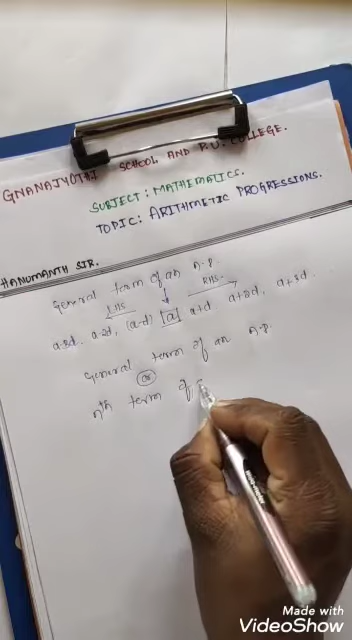 GNANAJYOTHI SCHOOL AND P.U. COLLEGE.
SUBJECT: MATHEMATICS.
TOPIC: ARITHMETIC PROGRESSIONS.
HANUMANTH SIR.
General term of an A.P.
LHS RHS
a-3d, a-2d, (a-d) [a] a+d, a+2d, a+3d.
General term of an A.P.
(or)
nth term of
Made with
VideoShow